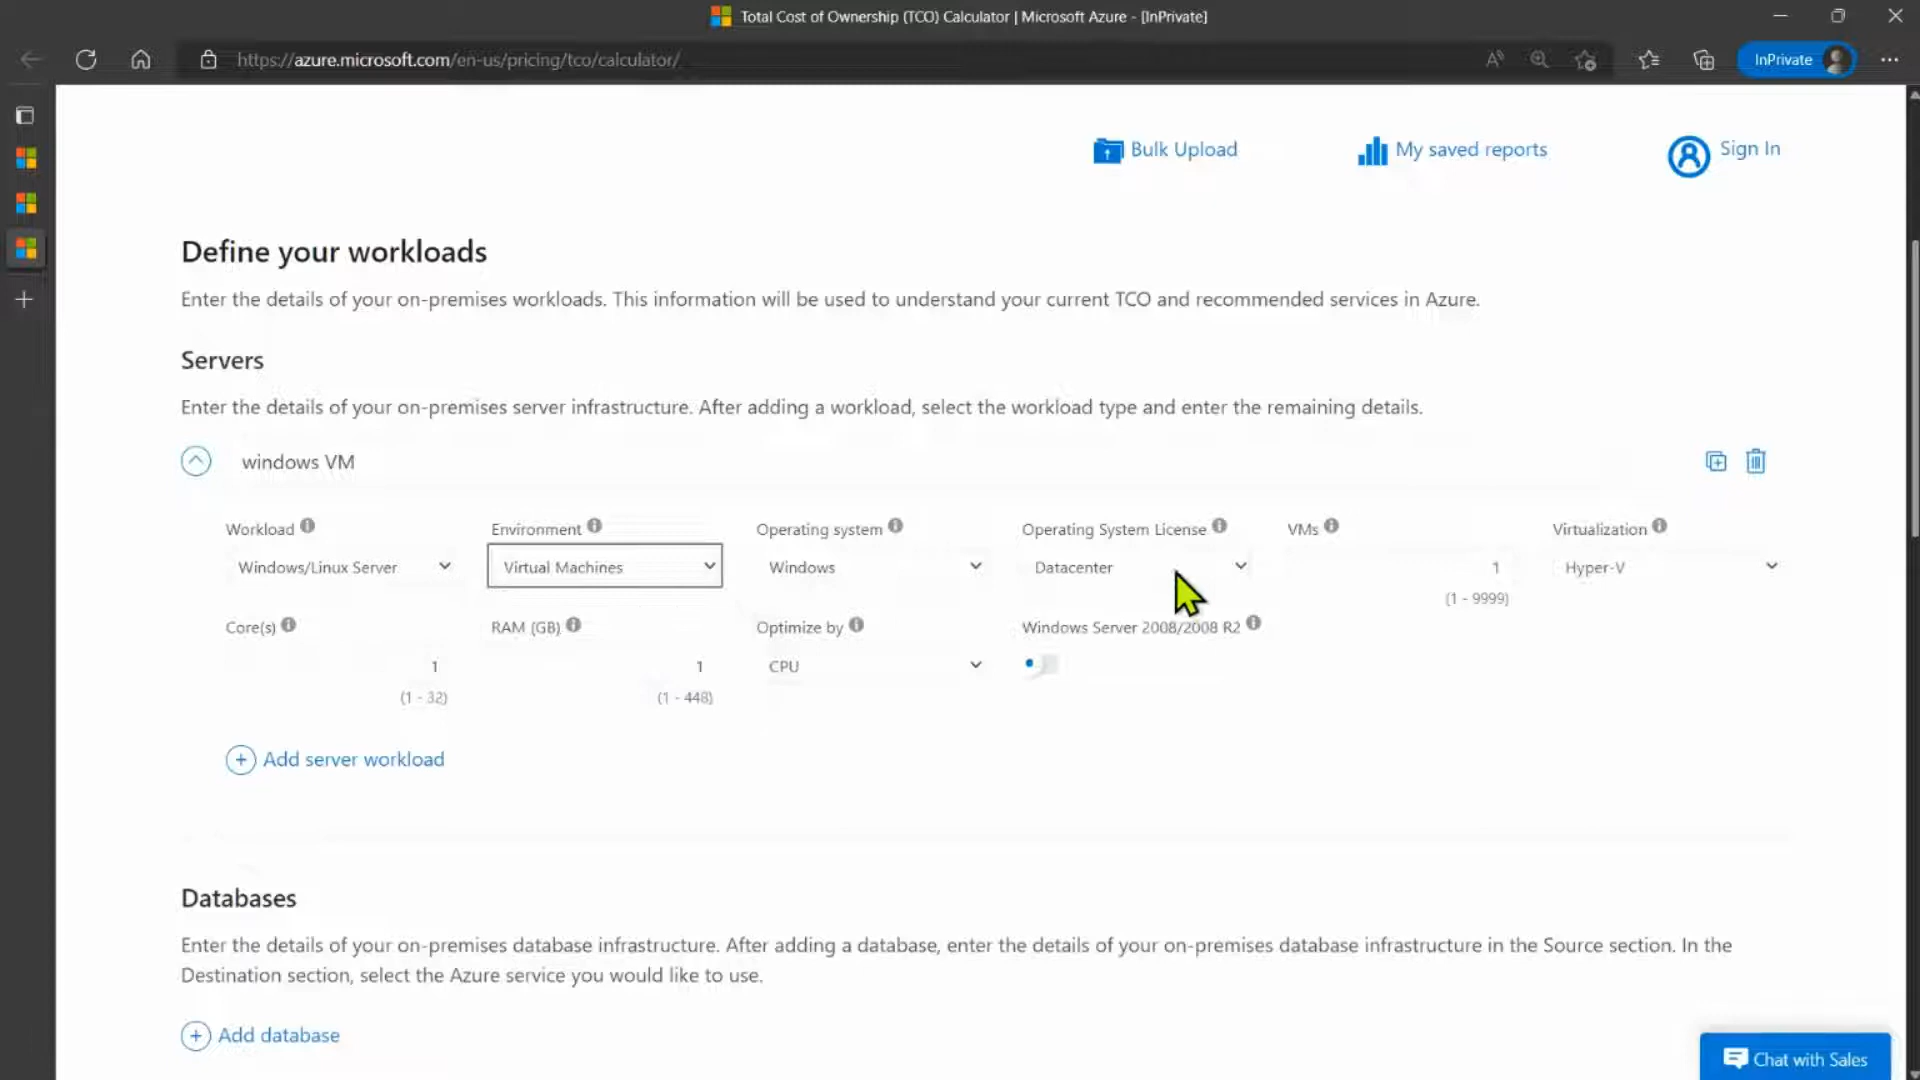 Total Cost of Ownership (TCO) Calculator | Microsoft Azure - [InPrivate]
https://azure.microsoft.com/en-us/pricing/tco/calculator/
InPrivate
Bulk Upload
My saved reports
Sign In
Define your workloads
Enter the details of your on-premises workloads. This information will be used to understand your current TCO and recommended services in Azure.
Servers
Enter the details of your on-premises server infrastructure. After adding a workload, select the workload type and enter the remaining details.
windows VM
Workload Environment Operating system Operating System License VMs Virtualization
Windows/Linux Server Virtual Machines Windows Datacenter 1 Hyper-V
(1 - 9999)
Core(s) RAM (GB) Optimize by Windows Server 2008/2008 R2
1 1 CPU
(1 - 32) (1 - 448)
Add server workload
Databases
Enter the details of your on-premises database infrastructure. After adding a database, enter the details of your on-premises database infrastructure in the Source section. In the
Destination section, select the Azure service you would like to use.
Add database
Chat with Sales